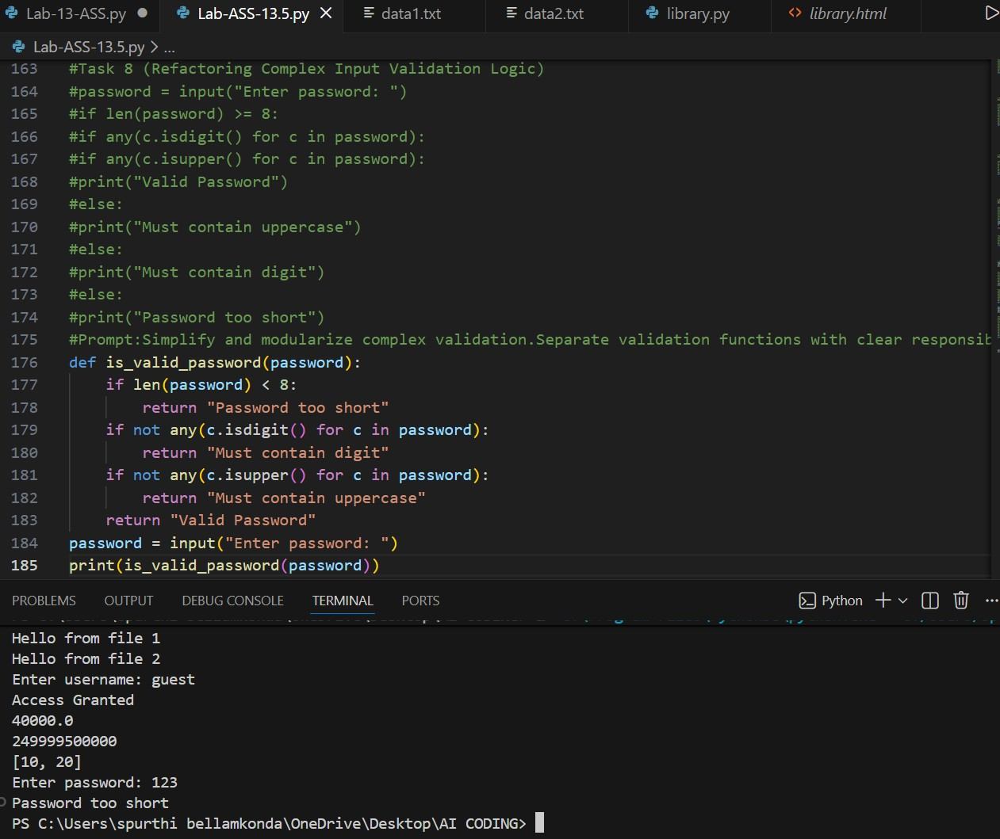 Lab-13-ASS.py Lab-ASS-13.5.py data1.txt data2.txt library.py library.html
Lab-ASS-13.5.py > ...
163 #Task 8 (Refactoring Complex Input Validation Logic)
164 #password = input("Enter password: ")
165 #if len(password) >= 8:
166 #if any(c.isdigit() for c in password):
167 #if any(c.isupper() for c in password):
168 #print("Valid Password")
169 #else:
170 #print("Must contain uppercase")
171 #else:
172 #print("Must contain digit")
173 #else:
174 #print("Password too short")
175 #Prompt:Simplify and modularize complex validation.Separate validation functions with clear responsib
176 def is_valid_password(password):
177     if len(password) < 8:
178         return "Password too short"
179     if not any(c.isdigit() for c in password):
180         return "Must contain digit"
181     if not any(c.isupper() for c in password):
182         return "Must contain uppercase"
183     return "Valid Password"
184 password = input("Enter password: ")
185 print(is_valid_password(password))
PROBLEMS OUTPUT DEBUG CONSOLE TERMINAL PORTS Python
Hello from file 1
Hello from file 2
Enter username: guest
Access Granted
40000.0
249999500000
[10, 20]
Enter password: 123
Password too short
PS C:\Users\spurthi bellamkonda\OneDrive\Desktop\AI CODING>